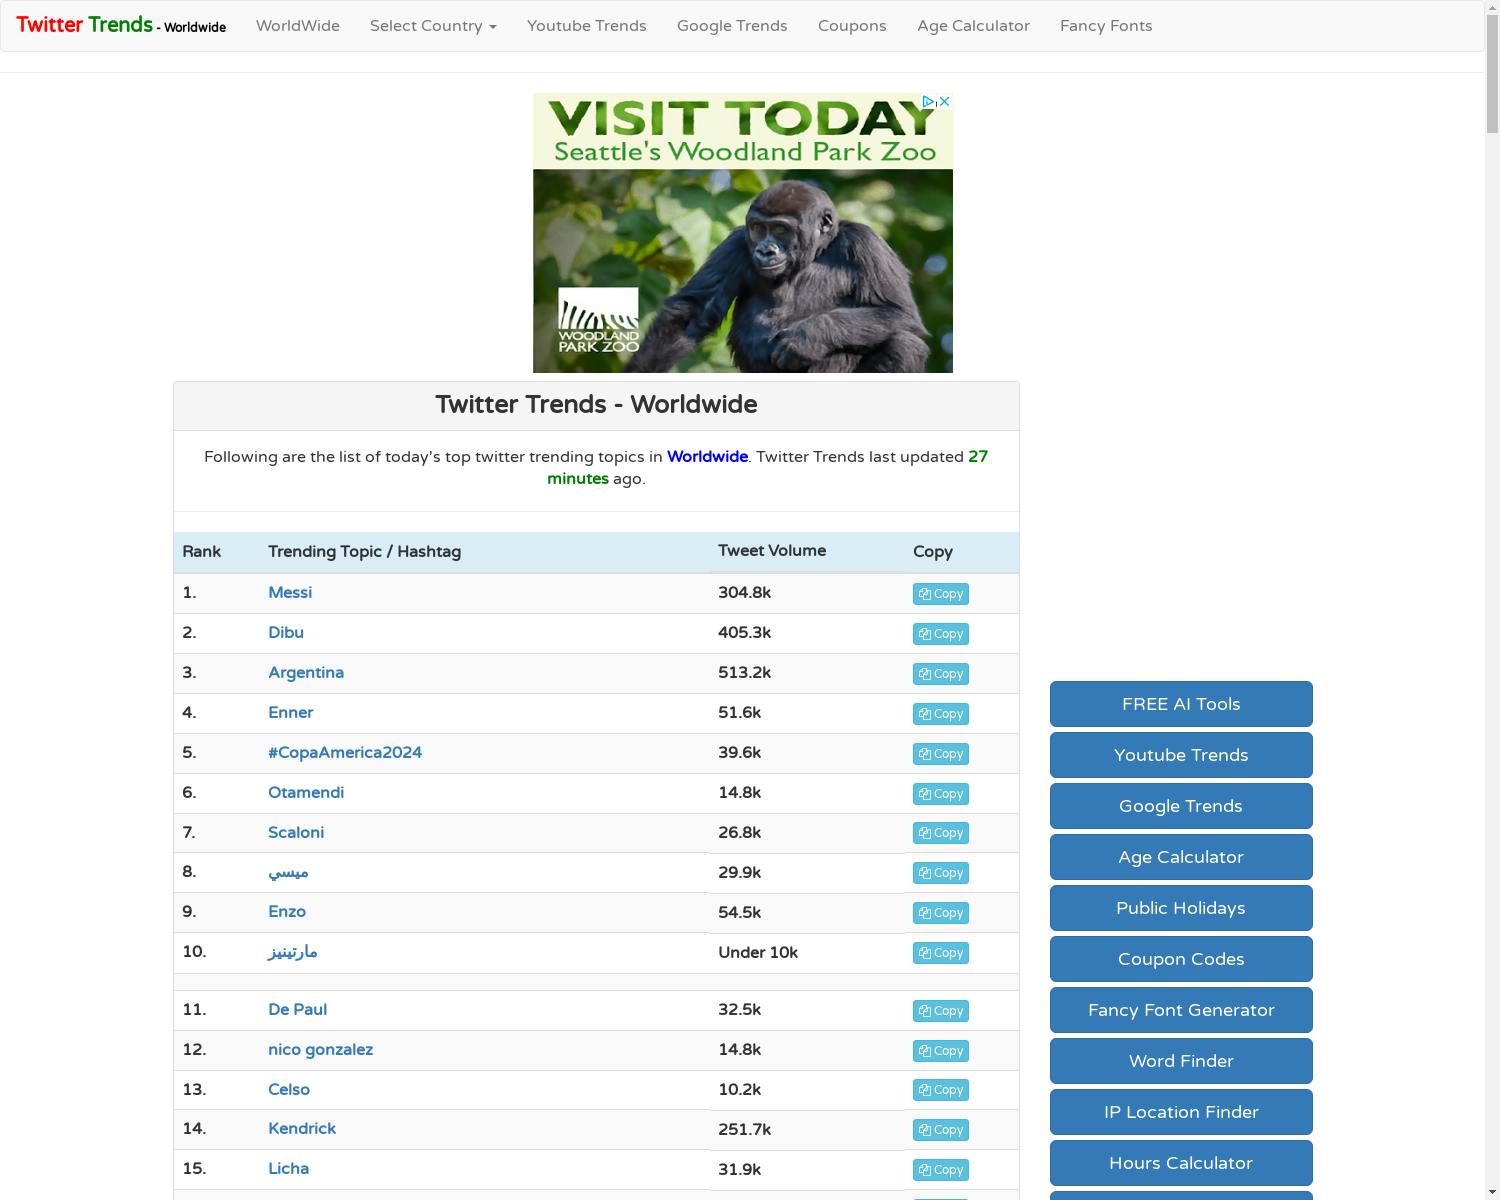 Twitter Trends - Worldwide WorldWide Select Country Youtube Trends Google Trends Coupons Age Calculator Fancy Fonts
VISIT TODAY
Seattle's Woodland Park Zoo
WOODLAND
PARK ZOO
Twitter Trends - Worldwide
Following are the list of today's top twitter trending topics in Worldwide. Twitter Trends last updated 27
minutes ago.
Rank Trending Topic / Hashtag Tweet Volume Copy
1. Messi 304.8k Copy
2. Dibu 405.3k Copy
3. Argentina 513.2k Copy
4. Enner 51.6k Copy
5. #CopaAmerica2024 39.6k Copy
6. Otamendi 14.8k Copy
7. Scaloni 26.8k Copy
8. ميسي 29.9k Copy
9. Enzo 54.5k Copy
10. مارتينيز Under 10k Copy
11. De Paul 32.5k Copy
12. nico gonzalez 14.8k Copy
13. Celso 10.2k Copy
14. Kendrick 251.7k Copy
15. Licha 31.9k Copy
FREE AI Tools
Youtube Trends
Google Trends
Age Calculator
Public Holidays
Coupon Codes
Fancy Font Generator
Word Finder
IP Location Finder
Hours Calculator